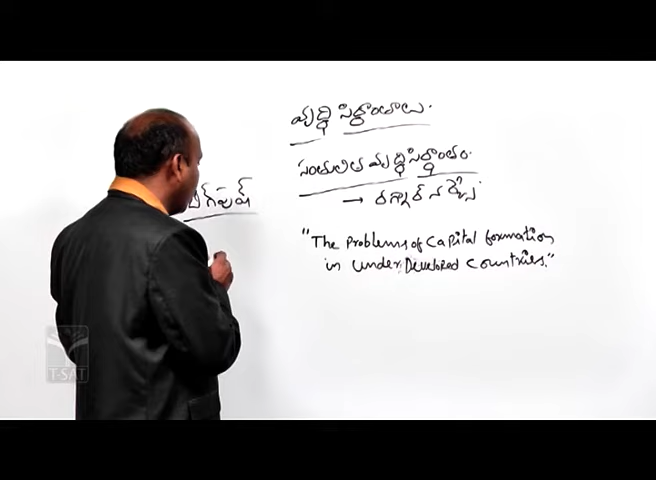 వృద్ధి సిద్ధాంతాలు.
సంతులిత వృద్ధి సిద్ధాంతం.
→ రగ్నార్ నర్క్స్
"The Problems of Capital formation
in under Developed Countries."
బిగ్‌పుష్
T-SAT